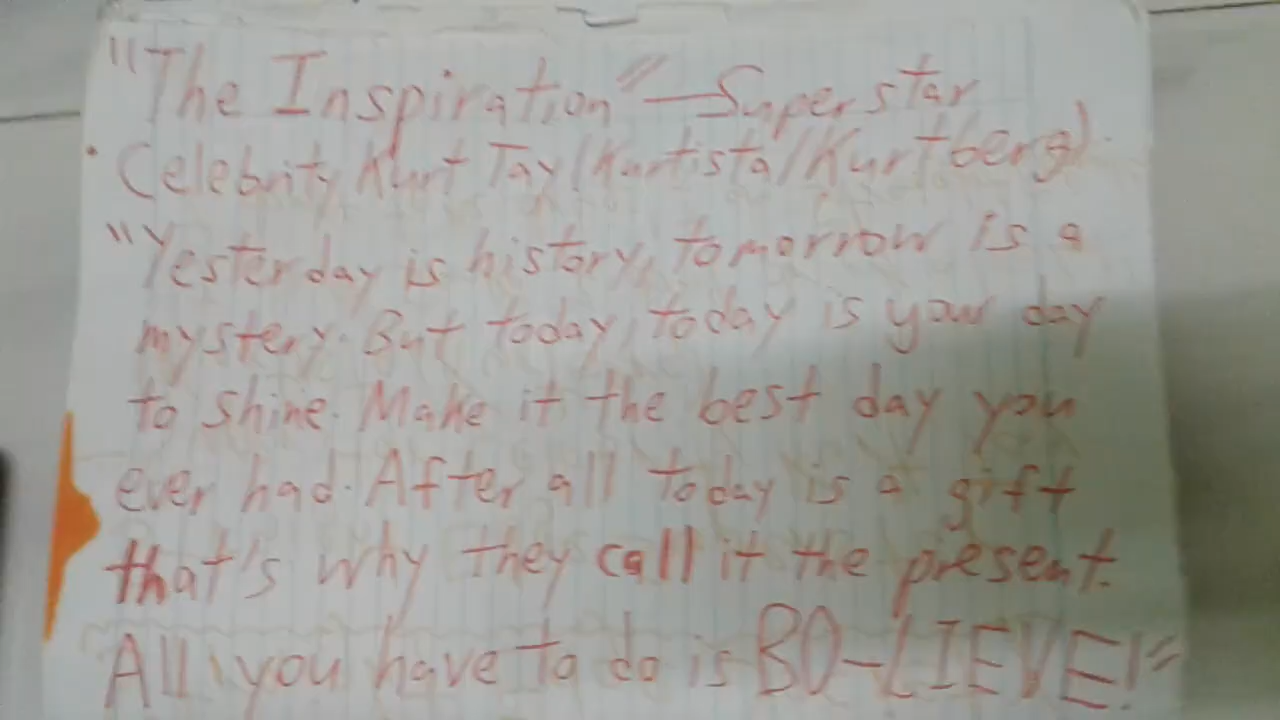 "The Inspiration" — Superstar
Celebrity Kurt Tay (Kurtista/Kurtberg).
"Yesterday is history, tomorrow is a
mystery. But today, today is your day
to shine. Make it the best day you
ever had. After all today is a gift
that's why they call it the present.
All you have to do is BO-LIEVE!"